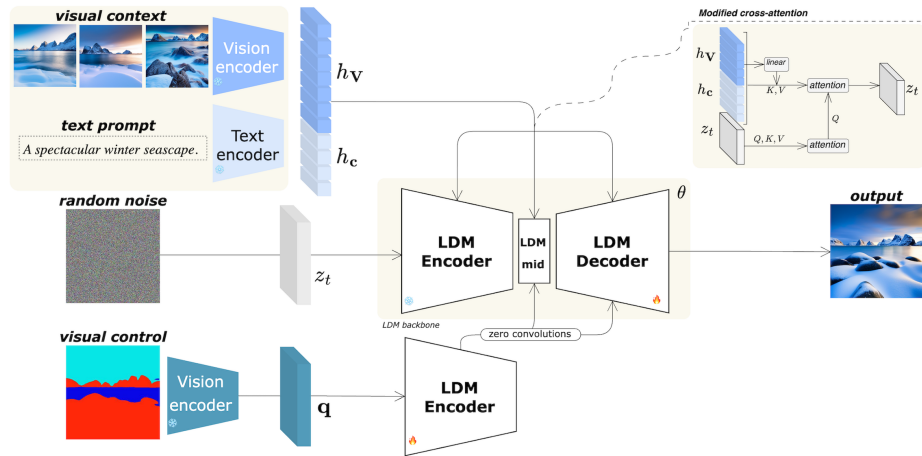 visual context
Vision
encoder
h_V
text prompt
A spectacular winter seascape.
Text
encoder
h_c
random noise
z_t
visual control
Vision
encoder
q
LDM
Encoder
LDM
mid
LDM
Decoder
θ
LDM backbone
zero convolutions
LDM
Encoder
output
Modified cross-attention
h_V
linear
h_c
K, V
attention
z_t
z_t
Q
Q, K, V
attention